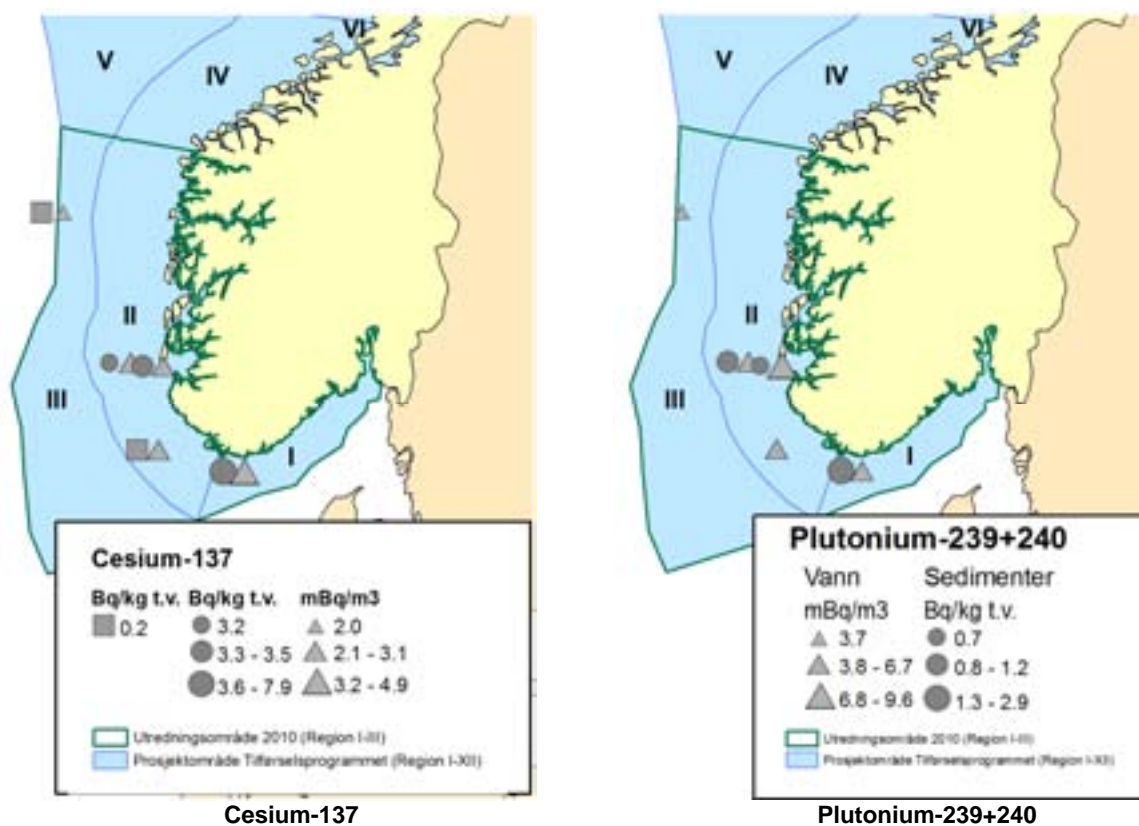 V
IV
VI
II
III
I
Cesium-137
Bq/kg t.v. Bq/kg t.v. mBq/m3
0.2 3.2 2.0
3.3 - 3.5 2.1 - 3.1
3.6 - 7.9 3.2 - 4.9
Utredningsområde 2010 (Region I-III)
Prosjektområde Tilførselsprogrammet (Region I-XII)
Cesium-137
V
IV
VI
II
III
I
Plutonium-239+240
Vann Sedimenter
mBq/m3 Bq/kg t.v.
3.7 0.7
3.8 - 6.7 0.8 - 1.2
6.8 - 9.6 1.3 - 2.9
Utredningsområde 2010 (Region I-III)
Prosjektområde Tilførselsprogrammet (Region I-XII)
Plutonium-239+240